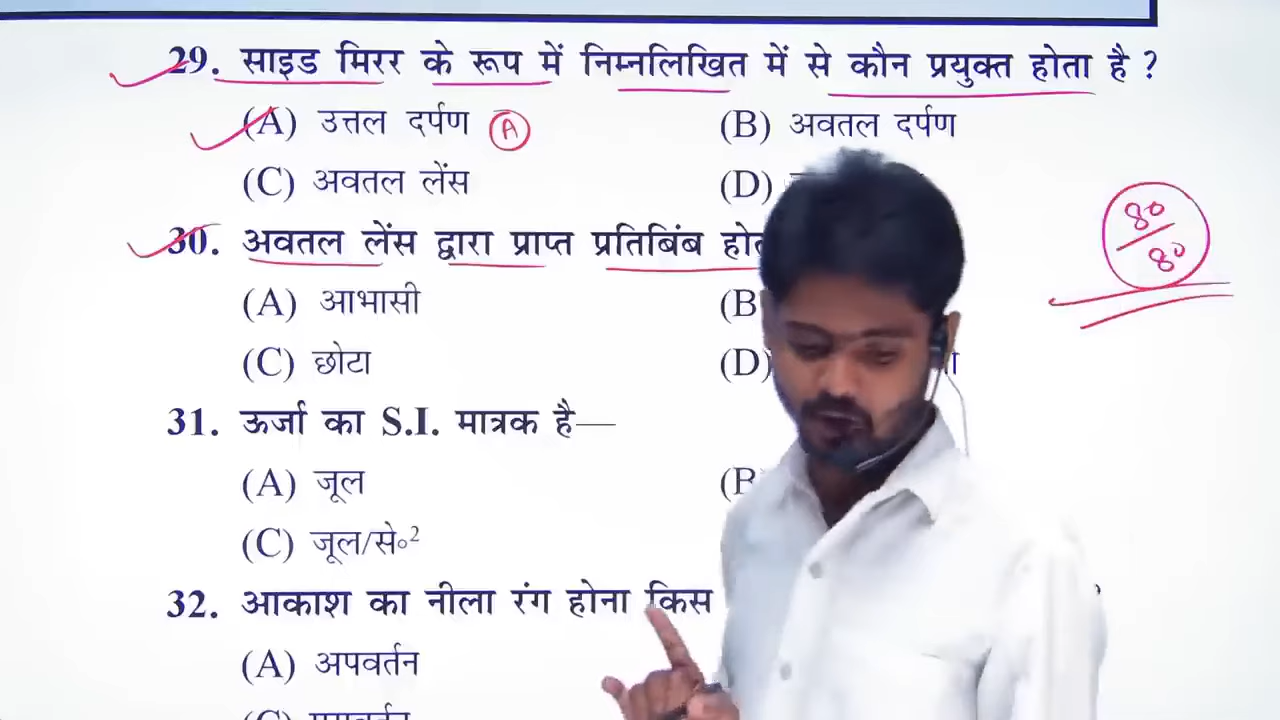 29. साइड मिरर के रूप में निम्नलिखित में से कौन प्रयुक्त होता है ?
(A) उत्तल दर्पण A (B) अवतल दर्पण
(C) अवतल लेंस (D)
80/80
30. अवतल लेंस द्वारा प्राप्त प्रतिबिंब
(A) आभासी (B
(C) छोटा (D)
31. ऊर्जा का S.I. मात्रक है—
(A) जूल (B
(C) जूल/से०²
32. आकाश का नीला रंग होना किस
(A) अपवर्तन